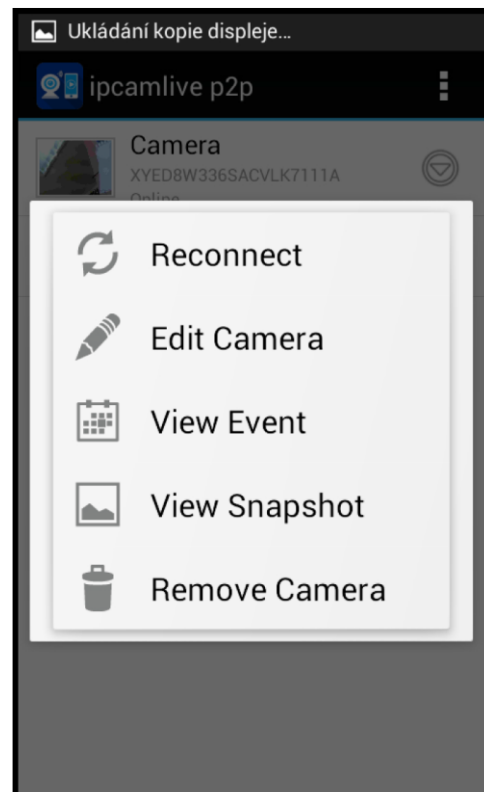 Ukládání kopie displeje...
ipcamlive p2p
Camera
XYED8W336SACVLK7111A
Online
Reconnect
Edit Camera
View Event
View Snapshot
Remove Camera